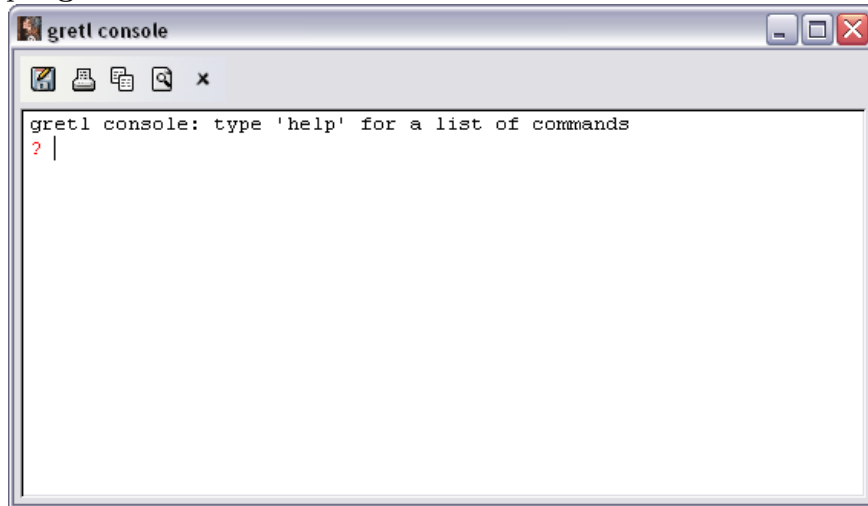 gretl console
gretl console: type 'help' for a list of commands
?